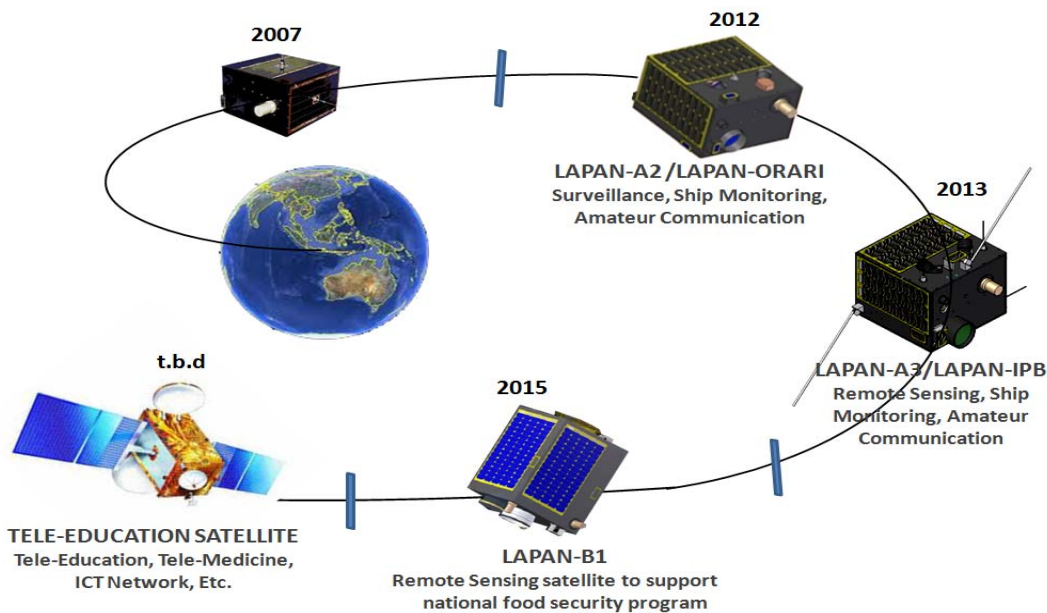 2007
2012
LAPAN-A2 /LAPAN-ORARI
Surveillance, Ship Monitoring,
Amateur Communication
2013
LAPAN-A3/LAPAN-IPB
Remote Sensing, Ship
Monitoring, Amateur
Communication
2015
LAPAN-B1
Remote Sensing satellite to support
national food security program
t.b.d
TELE-EDUCATION SATELLITE
Tele-Education, Tele-Medicine,
ICT Network, Etc.